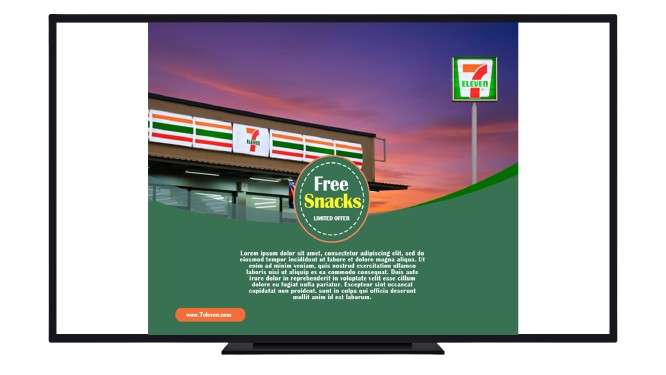 7
ELEVEN
7
ELEVEN
Free
Snacks
LIMITED OFFER
Lorem ipsum dolor sit amet, consectetur adipiscing elit, sed do
eiusmod tempor incididunt ut labore et dolore magna aliqua. Ut
enim ad minim veniam, quis nostrud exercitation ullamco
laboris nisi ut aliquip ex ea commodo consequat. Duis aute
irure dolor in reprehenderit in voluptate velit esse cillum
dolore eu fugiat nulla pariatur. Excepteur sint occaecat
cupidatat non proident, sunt in culpa qui officia deserunt
mollit anim id est laborum.
www.7eleven.com